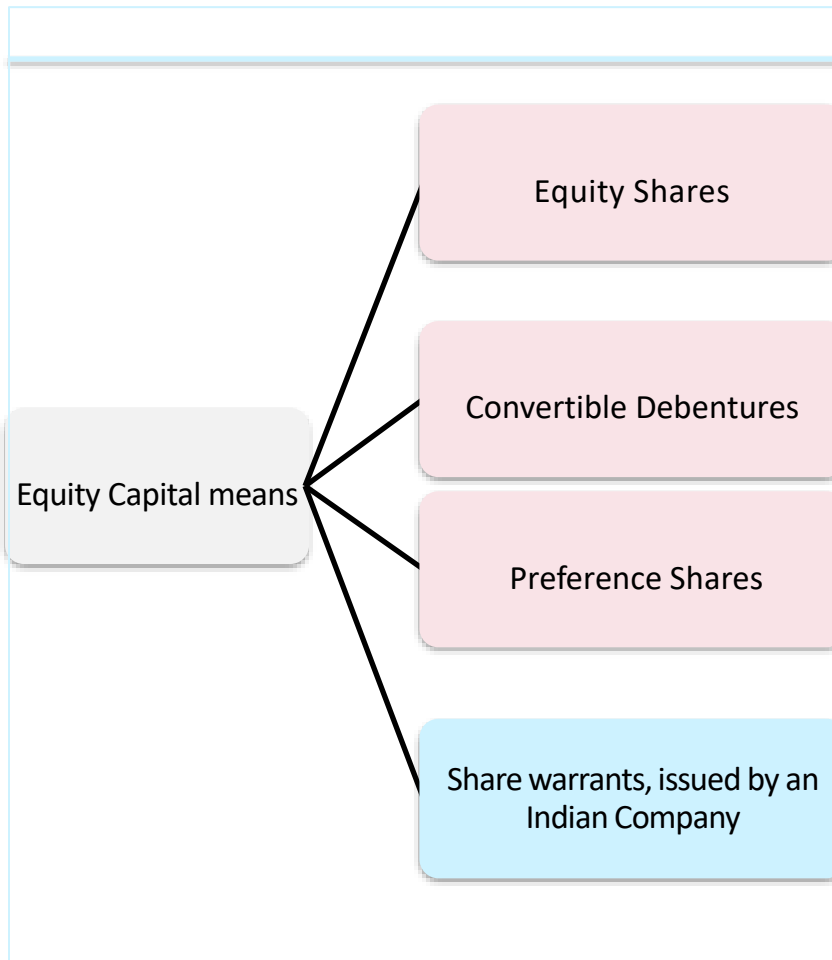 Equity Shares
Convertible Debentures
Equity Capital means
Preference Shares
Share warrants, issued by an
Indian Company